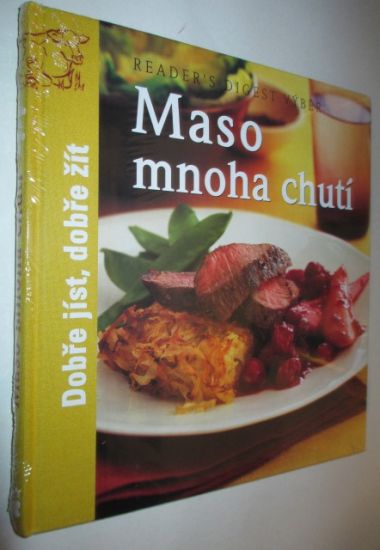 READER'S DIGEST VÝBĚR
Maso
mnoha chutí
Dobře jíst, dobře žít